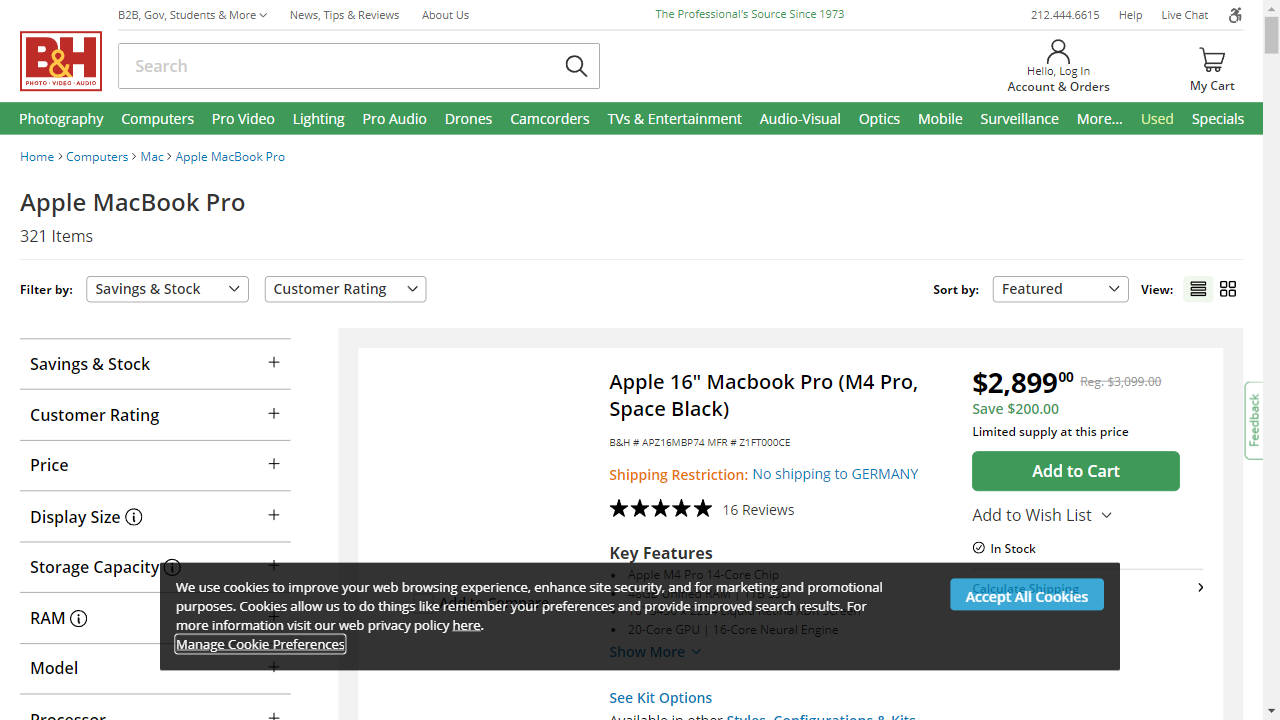 B2B, Gov, Students & More
News, Tips & Reviews
About Us
The Professional's Source Since 1973
212.444.6615
Help
Live Chat
B&H
PHOTO · VIDEO · AUDIO
Search
Hello, Log In
Account & Orders
My Cart
Photography
Computers
Pro Video
Lighting
Pro Audio
Drones
Camcorders
TVs & Entertainment
Audio-Visual
Optics
Mobile
Surveillance
More...
Used
Specials
Home > Computers > Mac > Apple MacBook Pro
Apple MacBook Pro
321 Items
Filter by:
Savings & Stock
Customer Rating
Sort by:
Featured
View:
Savings & Stock
Customer Rating
Price
Display Size
Storage Capacity
RAM
Model
Processor
Apple 16" Macbook Pro (M4 Pro,
Space Black)
B&H # APZ16MBP74 MFR # Z1FT000CE
Shipping Restriction: No shipping to GERMANY
16 Reviews
Key Features
Apple M4 Pro 14-Core Chip
20-Core GPU | 16-Core Neural Engine
Show More
See Kit Options
Available in other Styles, Configurations & Kits
$2,89900 Reg. $3,099.00
Save $200.00
Limited supply at this price
Add to Cart
Add to Wish List
In Stock
Calculate Shipping
Feedback
We use cookies to improve your web browsing experience, enhance site security, and for marketing and promotional
purposes. Cookies allow us to do things like remember your preferences and provide improved search results. For
more information visit our web privacy policy here.
Manage Cookie Preferences
Accept All Cookies